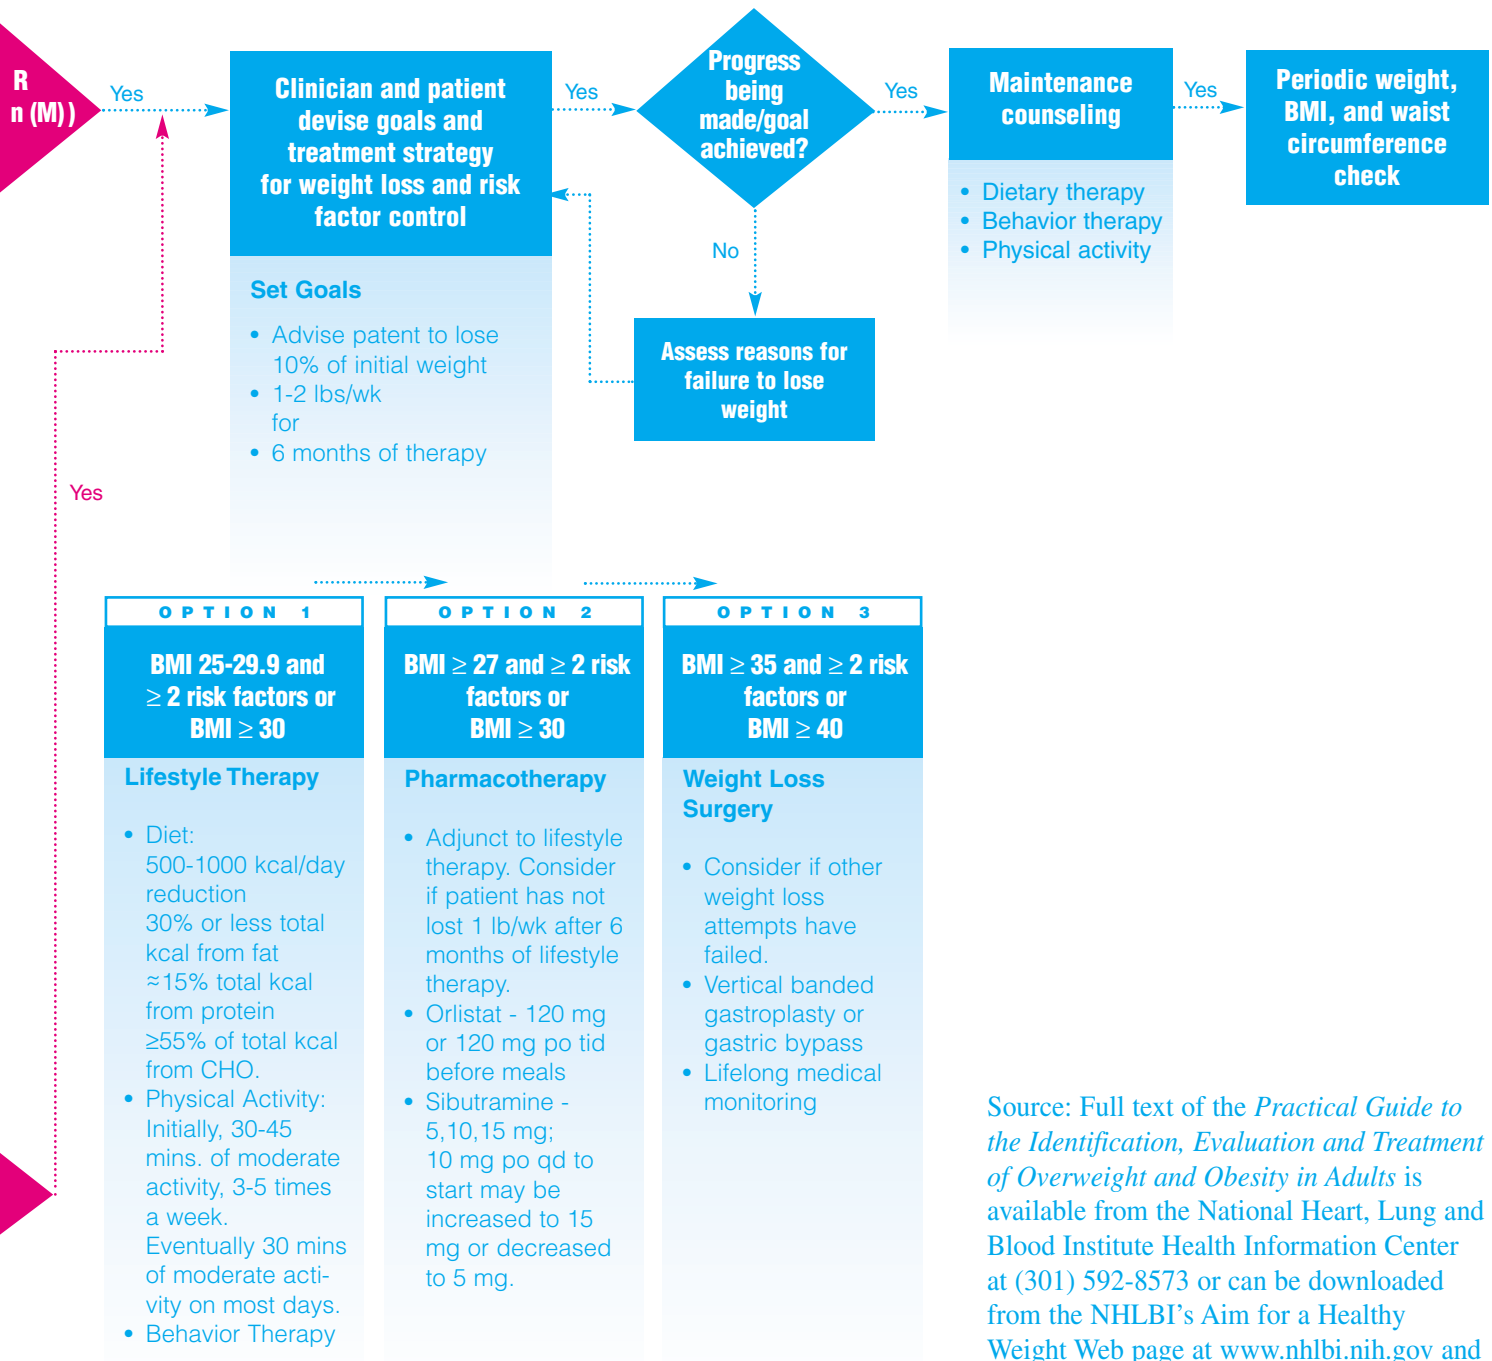 R
n (M) )
Yes
Clinician and patient
devise goals and
treatment strategy
for weight loss and risk
factor control
Yes
Progress
being
made/goal
achieved?
Yes
Maintenance
counseling
Yes
Periodic weight,
BMI, and waist
circumference
check
• Dietary therapy
• Behavior therapy
• Physical activity
No
Assess reasons for
failure to lose
weight
Set Goals
• Advise patent to lose
10% of initial weight
• 1-2 lbs/wk
for
• 6 months of therapy
Yes
OPTION 1
BMI 25-29.9 and
≥ 2 risk factors or
BMI ≥ 30
Lifestyle Therapy
• Diet:
500-1000 kcal/day
reduction
30% or less total
kcal from fat
≈15% total kcal
from protein
≥55% of total kcal
from CHO.
• Physical Activity:
Initially, 30-45
mins. of moderate
activity, 3-5 times
a week.
Eventually 30 mins
of moderate acti-
vity on most days.
• Behavior Therapy
OPTION 2
BMI ≥ 27 and ≥ 2 risk
factors or
BMI ≥ 30
Pharmacotherapy
• Adjunct to lifestyle
therapy. Consider
if patient has not
lost 1 lb/wk after 6
months of lifestyle
therapy.
• Orlistat - 120 mg
or 120 mg po tid
before meals
• Sibutramine -
5,10,15 mg;
10 mg po qd to
start may be
increased to 15
mg or decreased
to 5 mg.
OPTION 3
BMI ≥ 35 and ≥ 2 risk
factors or
BMI ≥ 40
Weight Loss
Surgery
• Consider if other
weight loss
attempts have
failed.
• Vertical banded
gastroplasty or
gastric bypass
• Lifelong medical
monitoring
Source: Full text of the Practical Guide to
the Identification, Evaluation and Treatment
of Overweight and Obesity in Adults is
available from the National Heart, Lung and
Blood Institute Health Information Center
at (301) 592-8573 or can be downloaded
from the NHLBI's Aim for a Healthy
Weight Web page at www.nhlbi.nih.gov and